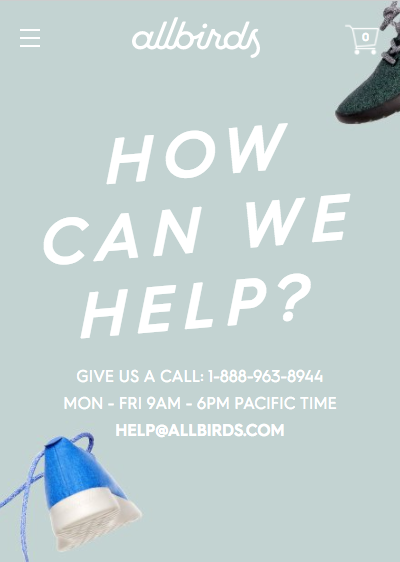 allbirds
0
HOW
CAN WE
HELP?
GIVE US A CALL: 1-888-963-8944
MON - FRI 9AM - 6PM PACIFIC TIME
HELP@ALLBIRDS.COM